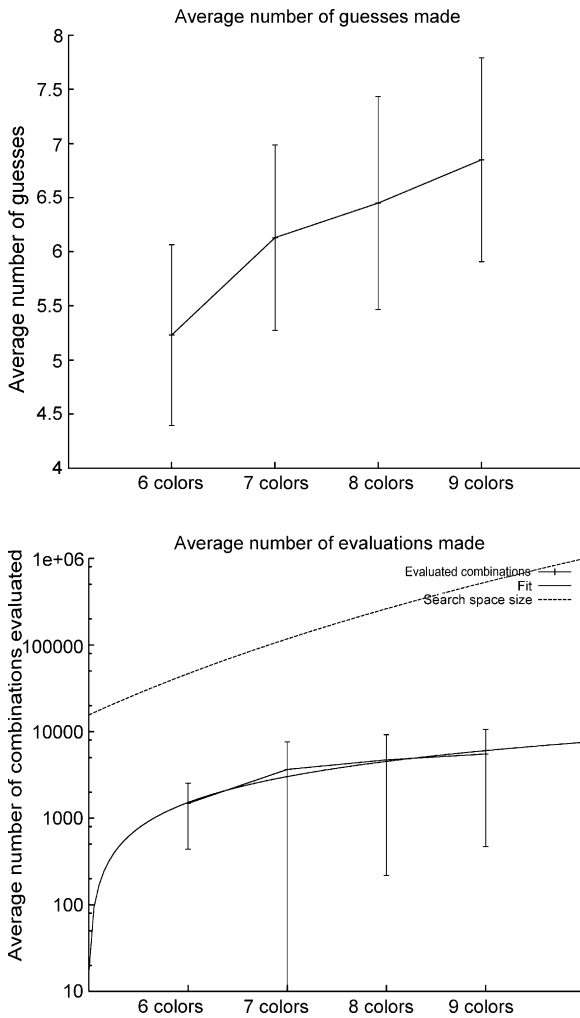 Average number of guesses made
8
7.5
7
6.5
6
5.5
5
4.5
4
Average number of guesses
6 colors 7 colors 8 colors 9 colors
Average number of evaluations made
1e+06
100000
10000
1000
100
10
Average number of combinations evaluated
Evaluated combinations
Fit
Search space size
6 colors 7 colors 8 colors 9 colors